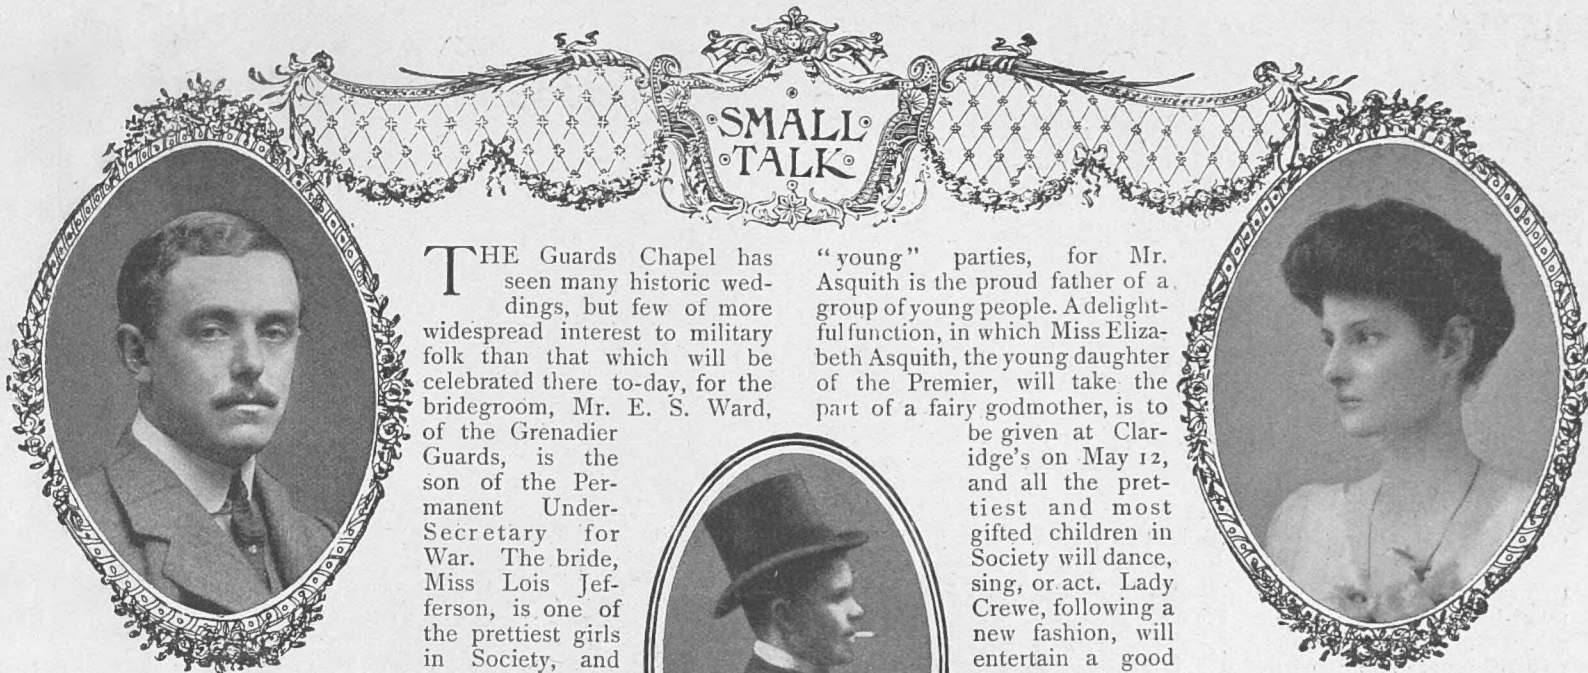 SMALL
TALK
THE Guards Chapel has
seen many historic wed-
dings, but few of more
widespread interest to military
folk than that which will be
celebrated there to-day, for the
bridegroom, Mr. E. S. Ward,
of the Grenadier
Guards, is the
son of the Per-
manent Under-
Secretary for
War. The bride,
Miss Lois Jef-
ferson, is one of
the prettiest girls
in Society, and
"young" parties, for Mr.
Asquith is the proud father of a
group of young people. A delight-
ful function, in which Miss Eliza-
beth Asquith, the young daughter
of the Premier, will take the
part of a fairy godmother, is to
be given at Clar-
idge's on May 12,
and all the pret-
tiest and most
gifted children in
Society will dance,
sing, or act. Lady
Crewe, following a
new fashion, will
entertain a good